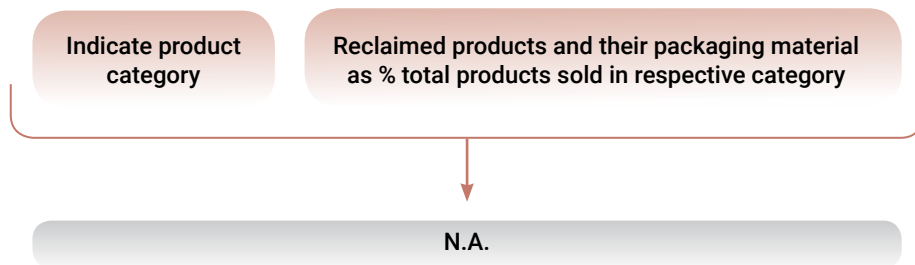 Indicate product
category
Reclaimed products and their packaging material
as % total products sold in respective category
N.A.